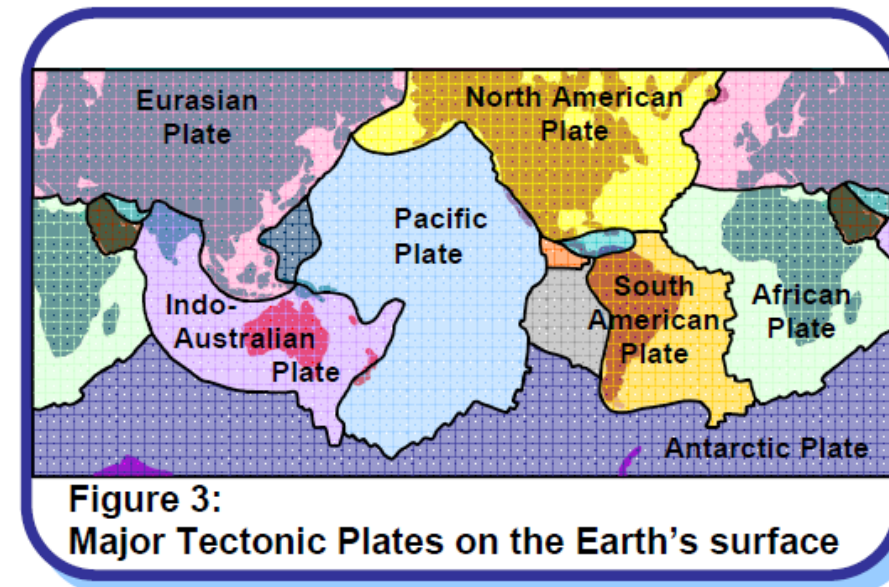 Eurasian
Plate
North American
Plate
Pacific
Plate
Indo-
Australian
Plate
South
American
Plate
African
Plate
Antarctic Plate
Figure 3:
Major Tectonic Plates on the Earth's surface